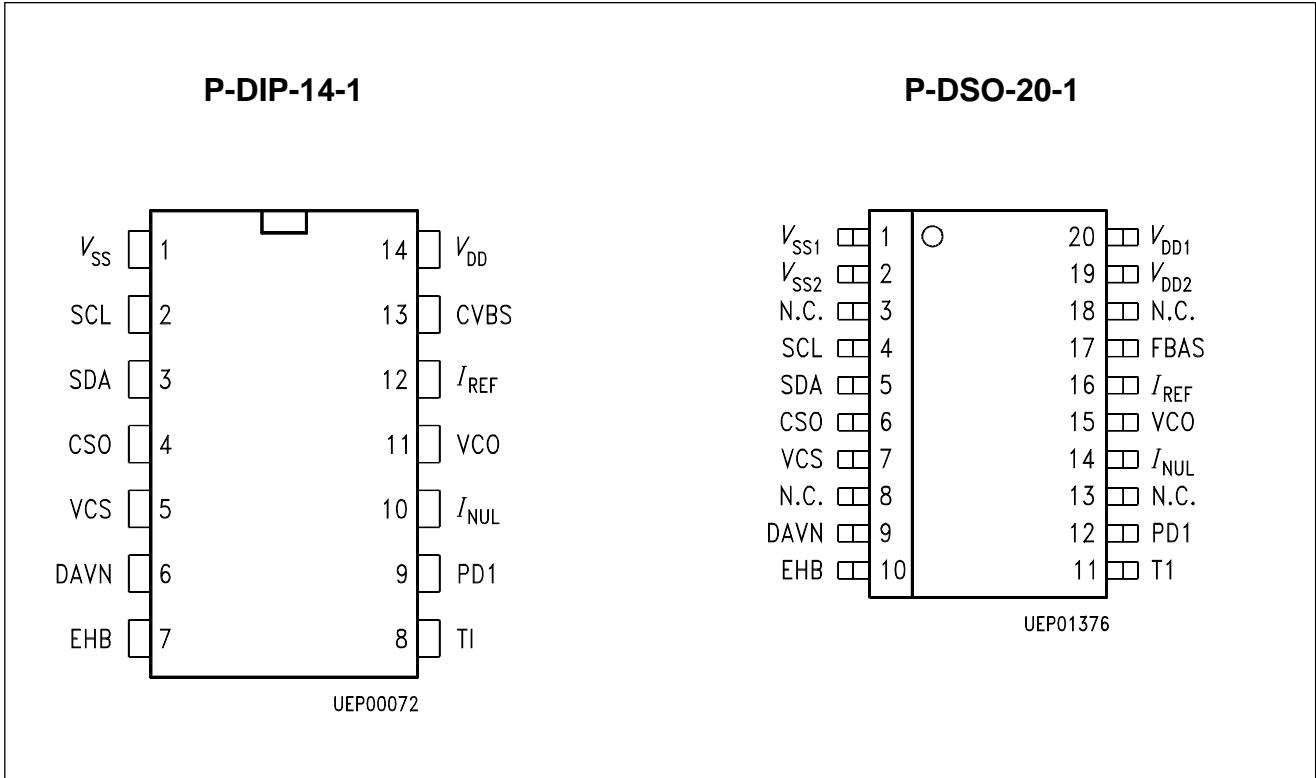 P-DIP-14-1
V_SS 1 14 V_DD
SCL 2 13 CVBS
SDA 3 12 I_REF
CSO 4 11 VCO
VCS 5 10 I_NUL
DAVN 6 9 PD1
EHB 7 8 TI
UEP00072
P-DSO-20-1
V_SS1 1 20 V_DD1
V_SS2 2 19 V_DD2
N.C. 3 18 N.C.
SCL 4 17 FBAS
SDA 5 16 I_REF
CSO 6 15 VCO
VCS 7 14 I_NUL
N.C. 8 13 N.C.
DAVN 9 12 PD1
EHB 10 11 T1
UEP01376